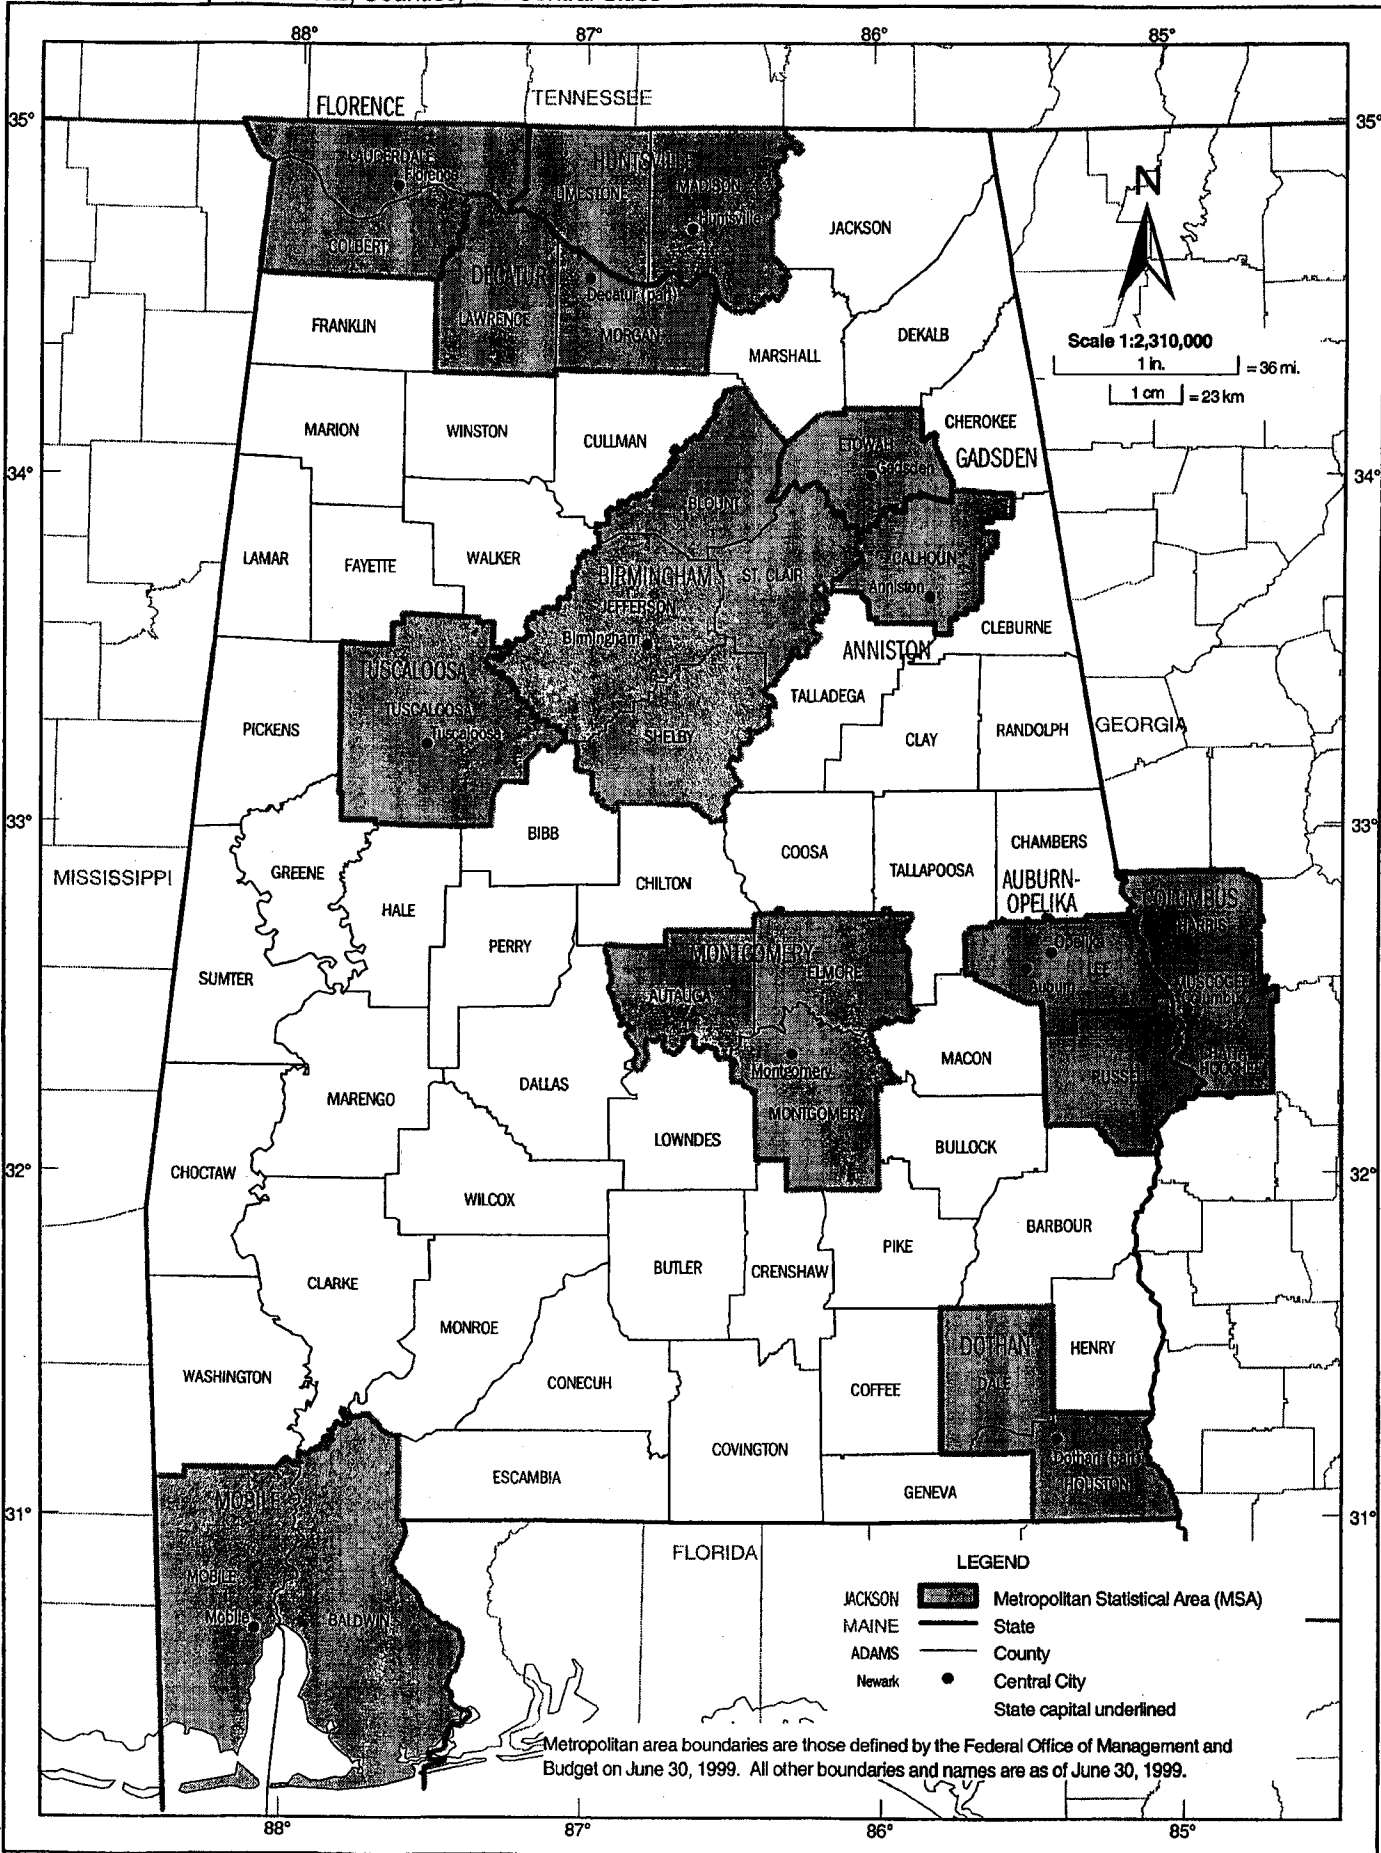 88° 87° 86° 85°
FLORENCE TENNESSEE
35° 35°
LAUDERDALE HUNTSVILLE
Florence LIMESTONE MADISON
N
Huntsville
JACKSON
COLBERT
DECATUR
Decatur (part)
FRANKLIN LAWRENCE MORGAN DEKALB
MARSHALL
Scale 1:2,310,000
1 in. = 36 mi.
1 cm = 23 km
MARION WINSTON CULLMAN CHEROKEE
ETOWAH GADSDEN
34° Gadsden 34°
BLOUNT
LAMAR FAYETTE WALKER CALHOUN
BIRMINGHAM ST. CLAIR
Anniston
JEFFERSON
Birmingham CLEBURNE
ANNISTON
TUSCALOOSA
TALLADEGA
TUSCALOOSA
PICKENS Tuscaloosa SHELBY CLAY RANDOLPH GEORGIA
33° BIBB 33°
COOSA CHAMBERS
MISSISSIPPI GREENE CHILTON TALLAPOOSA AUBURN-
OPELIKA
COLUMBUS
HALE HARRIS
PERRY MONTGOMERY Opelika
ELMORE LEE
SUMTER AUTAUGA Auburn MUSCOGEE
Columbus
MACON
DALLAS Montgomery RUSSELL CHATTA-
HOOCHEE
MARENGO MONTGOMERY
LOWNDES
BULLOCK
32° CHOCTAW 32°
WILCOX
BARBOUR
PIKE
BUTLER CRENSHAW
CLARKE
MONROE
DOTHAN HENRY
WASHINGTON CONECUH COFFEE DALE
COVINGTON Dothan (part)
ESCAMBIA HOUSTON
MOBILE GENEVA
31° 31°
FLORIDA
MOBILE
Mobile BALDWIN
LEGEND
JACKSON Metropolitan Statistical Area (MSA)
MAINE State
ADAMS County
Newark Central City
State capital underlined
Metropolitan area boundaries are those defined by the Federal Office of Management and
Budget on June 30, 1999. All other boundaries and names are as of June 30, 1999.
88° 87° 86° 85°